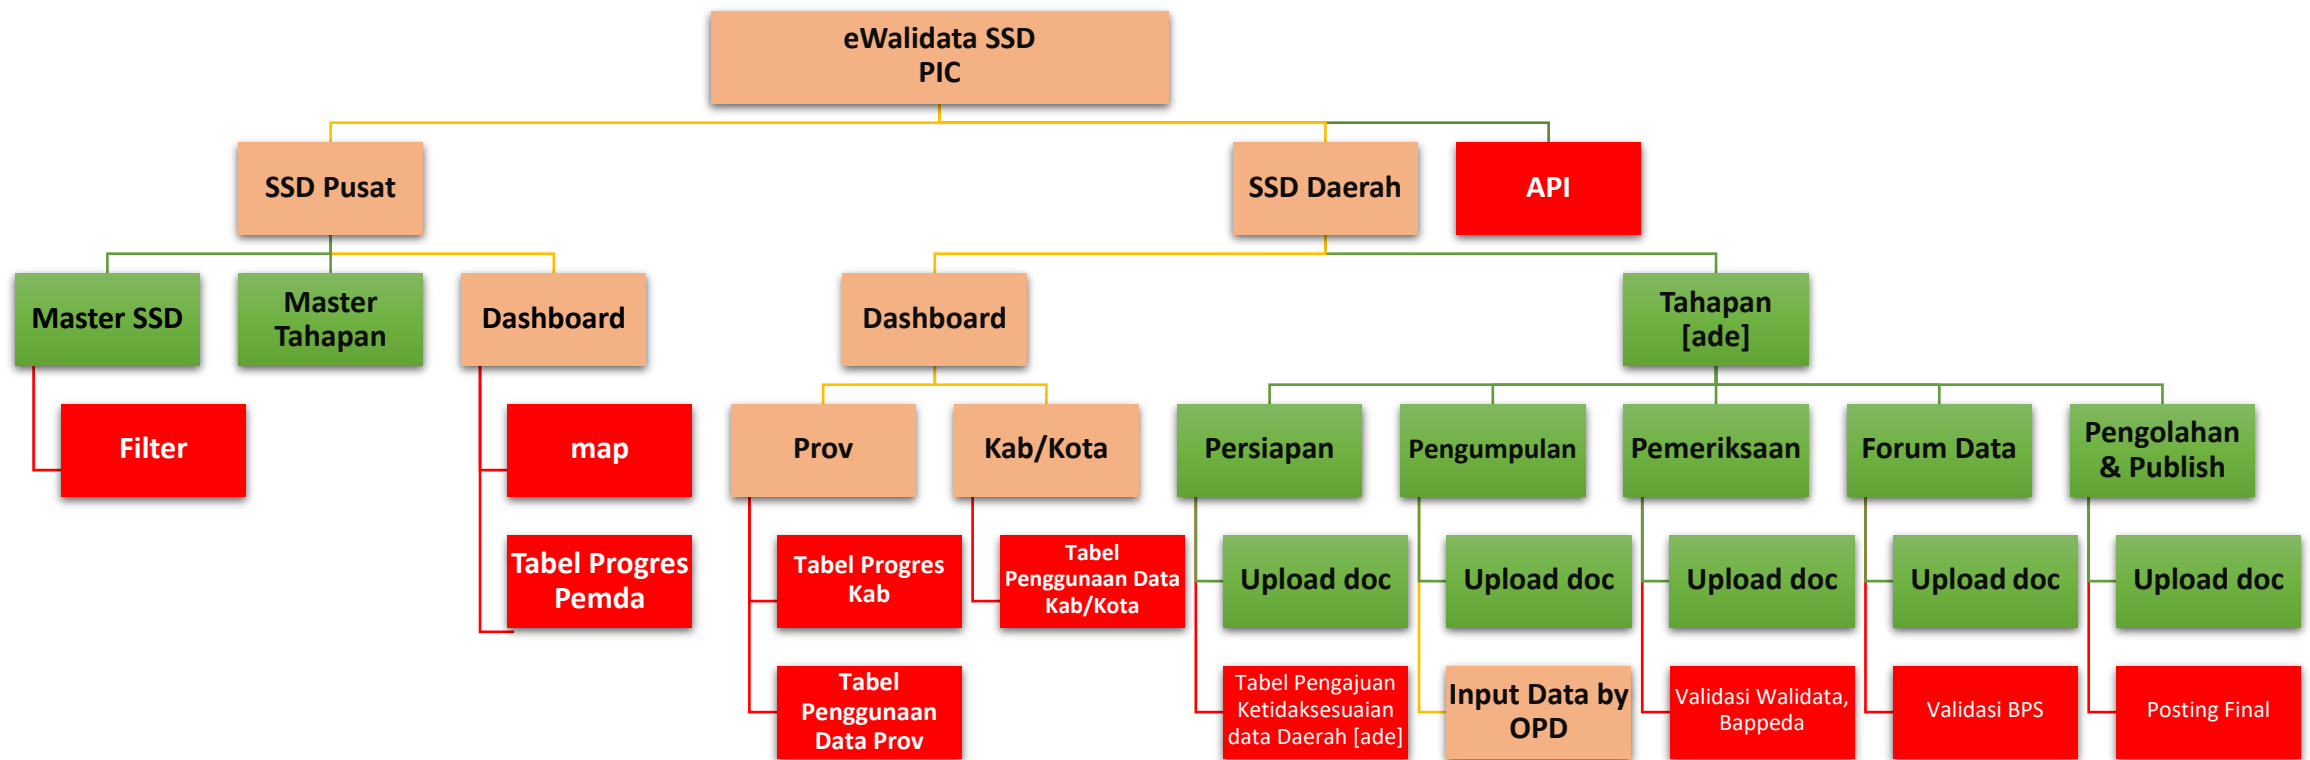 eWalidata SSD
PIC
SSD Pusat
SSD Daerah
API
Master SSD
Master
Tahapan
Dashboard
Dashboard
Tahapan
[ade]
Filter
map
Prov
Kab/Kota
Persiapan
Pengumpulan
Pemeriksaan
Forum Data
Pengolahan
& Publish
Tabel Progres
Pemda
Tabel Progres
Kab
Tabel
Penggunaan Data
Kab/Kota
Upload doc
Upload doc
Upload doc
Upload doc
Upload doc
Tabel
Penggunaan
Data Prov
Tabel Pengajuan
Ketidaksesuaian
data Daerah [ade]
Input Data by
OPD
Validasi Walidata,
Bappeda
Validasi BPS
Posting Final